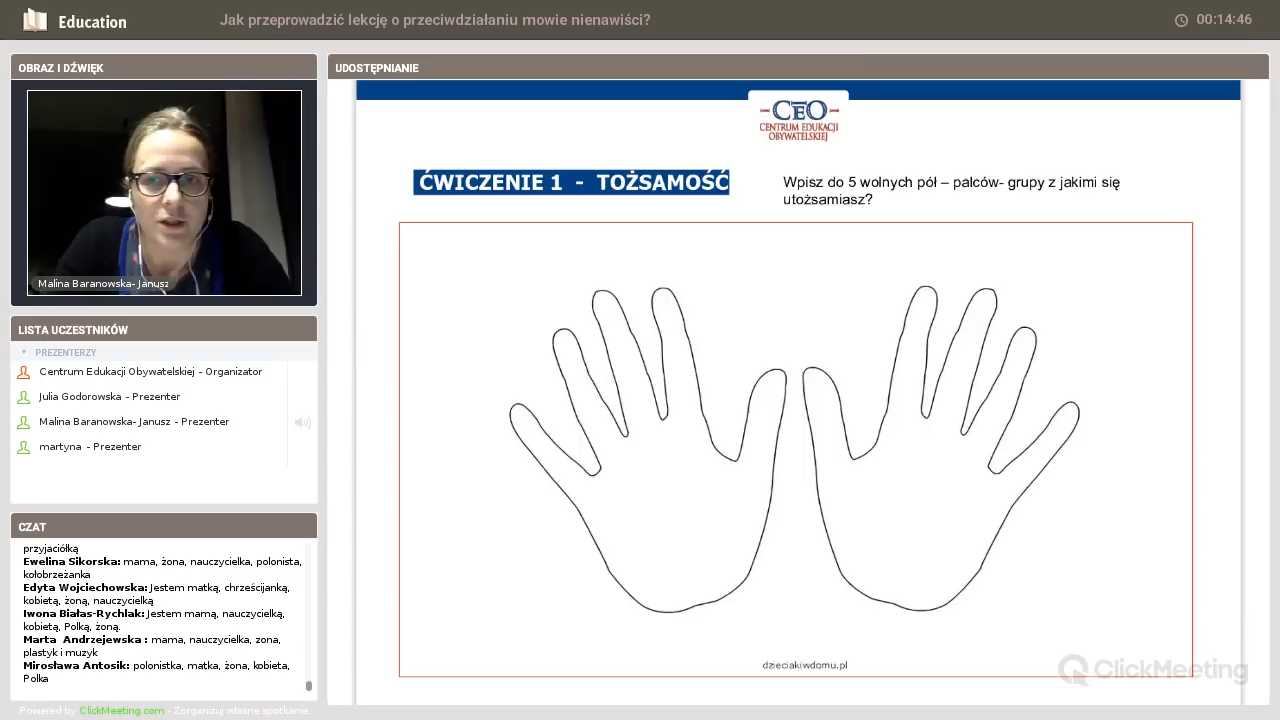 Education
Jak przeprowadzić lekcję o przeciwdziałaniu mowie nienawiści?
00:14:46
OBRAZ I DŹWIĘK
Malina Baranowska- Janusz
LISTA UCZESTNIKÓW
PREZENTERZY
Centrum Edukacji Obywatelskiej - Organizator
Julia Godorowska - Prezenter
Malina Baranowska- Janusz - Prezenter
martyna - Prezenter
CZAT
przyjaciółką
Ewelina Sikorska: mama, żona, nauczycielka, polonista,
kołobrzeżanka
Edyta Wojciechowska: Jestem matką, chrześcijanką,
kobietą, żoną, nauczycielką
Iwona Białas-Rychlak: Jestem mamą, nauczycielką,
kobietą, Polką, żoną.
Marta Andrzejewska : mama, nauczycielka, zona,
plastyk i muzyk
Mirosława Antosik: polonistka, matka, żona, kobieta,
Polka
Powered by ClickMeeting.com - Zorganizuj własne spotkanie
UDOSTĘPNIANIE
CEO
CENTRUM EDUKACJI
OBYWATELSKIEJ
ĆWICZENIE 1 - TOŻSAMOŚĆ
Wpisz do 5 wolnych pól – palców- grupy z jakimi się
utożsamiasz?
dzieciakiwdomu.pl
ClickMeeting